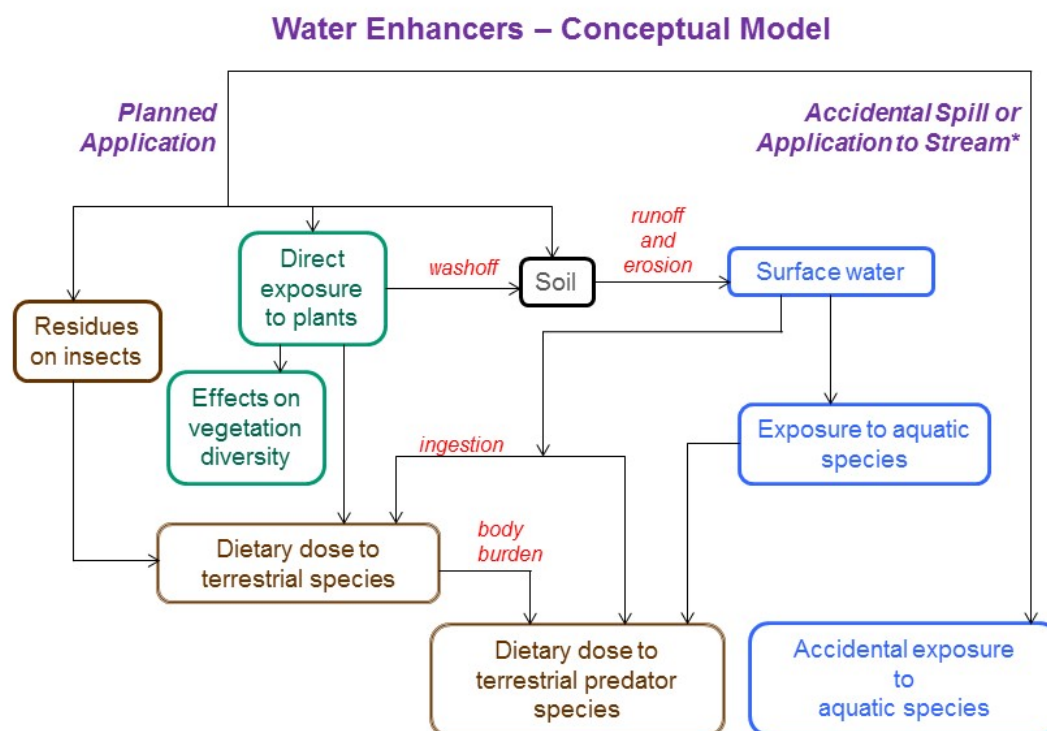 Water Enhancers – Conceptual Model
Planned
Application
Accidental Spill or
Application to Stream*
Direct
exposure
to plants
washoff
Soil
runoff
and
erosion
Surface water
Residues
on insects
Effects on
vegetation
diversity
ingestion
Exposure to aquatic
species
Dietary dose to
terrestrial species
body
burden
Dietary dose to
terrestrial predator
species
Accidental exposure
to
aquatic species